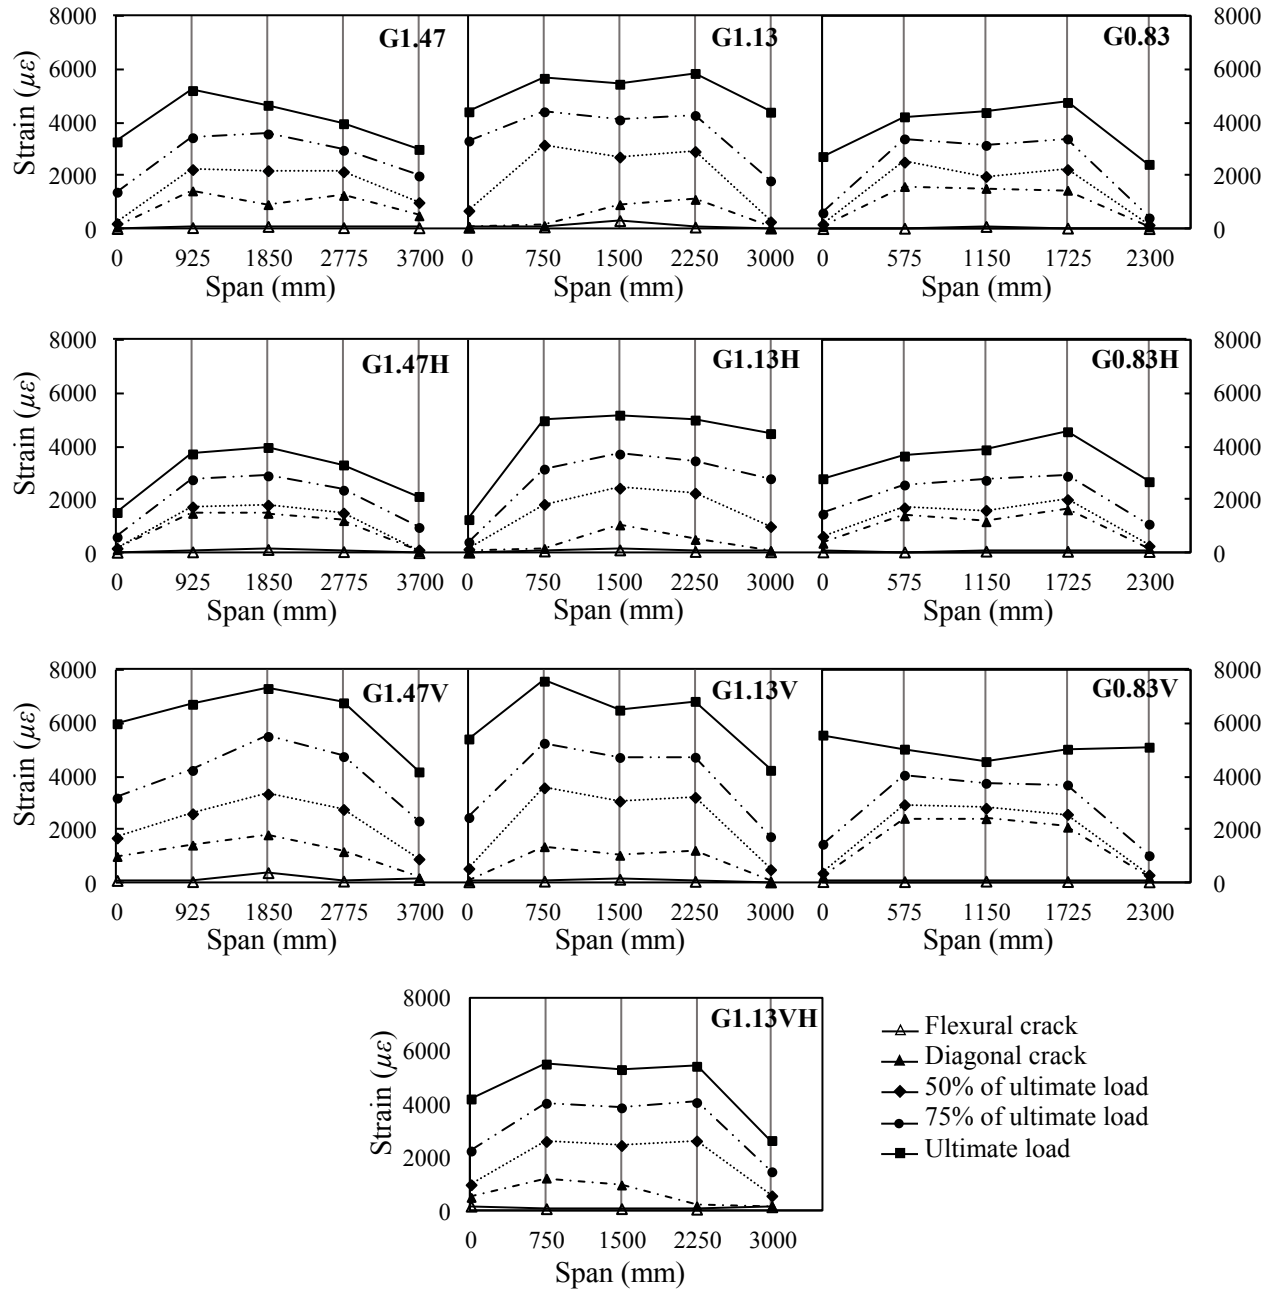 8000 6000 4000 2000 0
Strain (με)
G1.47
0 925 1850 2775 3700
Span (mm)
G1.13
0 750 1500 2250 3000
Span (mm)
G0.83
0 575 1150 1725 2300
Span (mm)
8000 6000 4000 2000 0
8000 6000 4000 2000 0
Strain (με)
G1.47H
0 925 1850 2775 3700
Span (mm)
G1.13H
0 750 1500 2250 3000
Span (mm)
G0.83H
0 575 1150 1725 2300
Span (mm)
8000 6000 4000 2000 0
8000 6000 4000 2000 0
Strain (με)
G1.47V
0 925 1850 2775 3700
Span (mm)
G1.13V
0 750 1500 2250 3000
Span (mm)
G0.83V
0 575 1150 1725 2300
Span (mm)
8000 6000 4000 2000 0
8000 6000 4000 2000 0
Strain (με)
G1.13VH
0 750 1500 2250 3000
Span (mm)
Flexural crack
Diagonal crack
50% of ultimate load
75% of ultimate load
Ultimate load